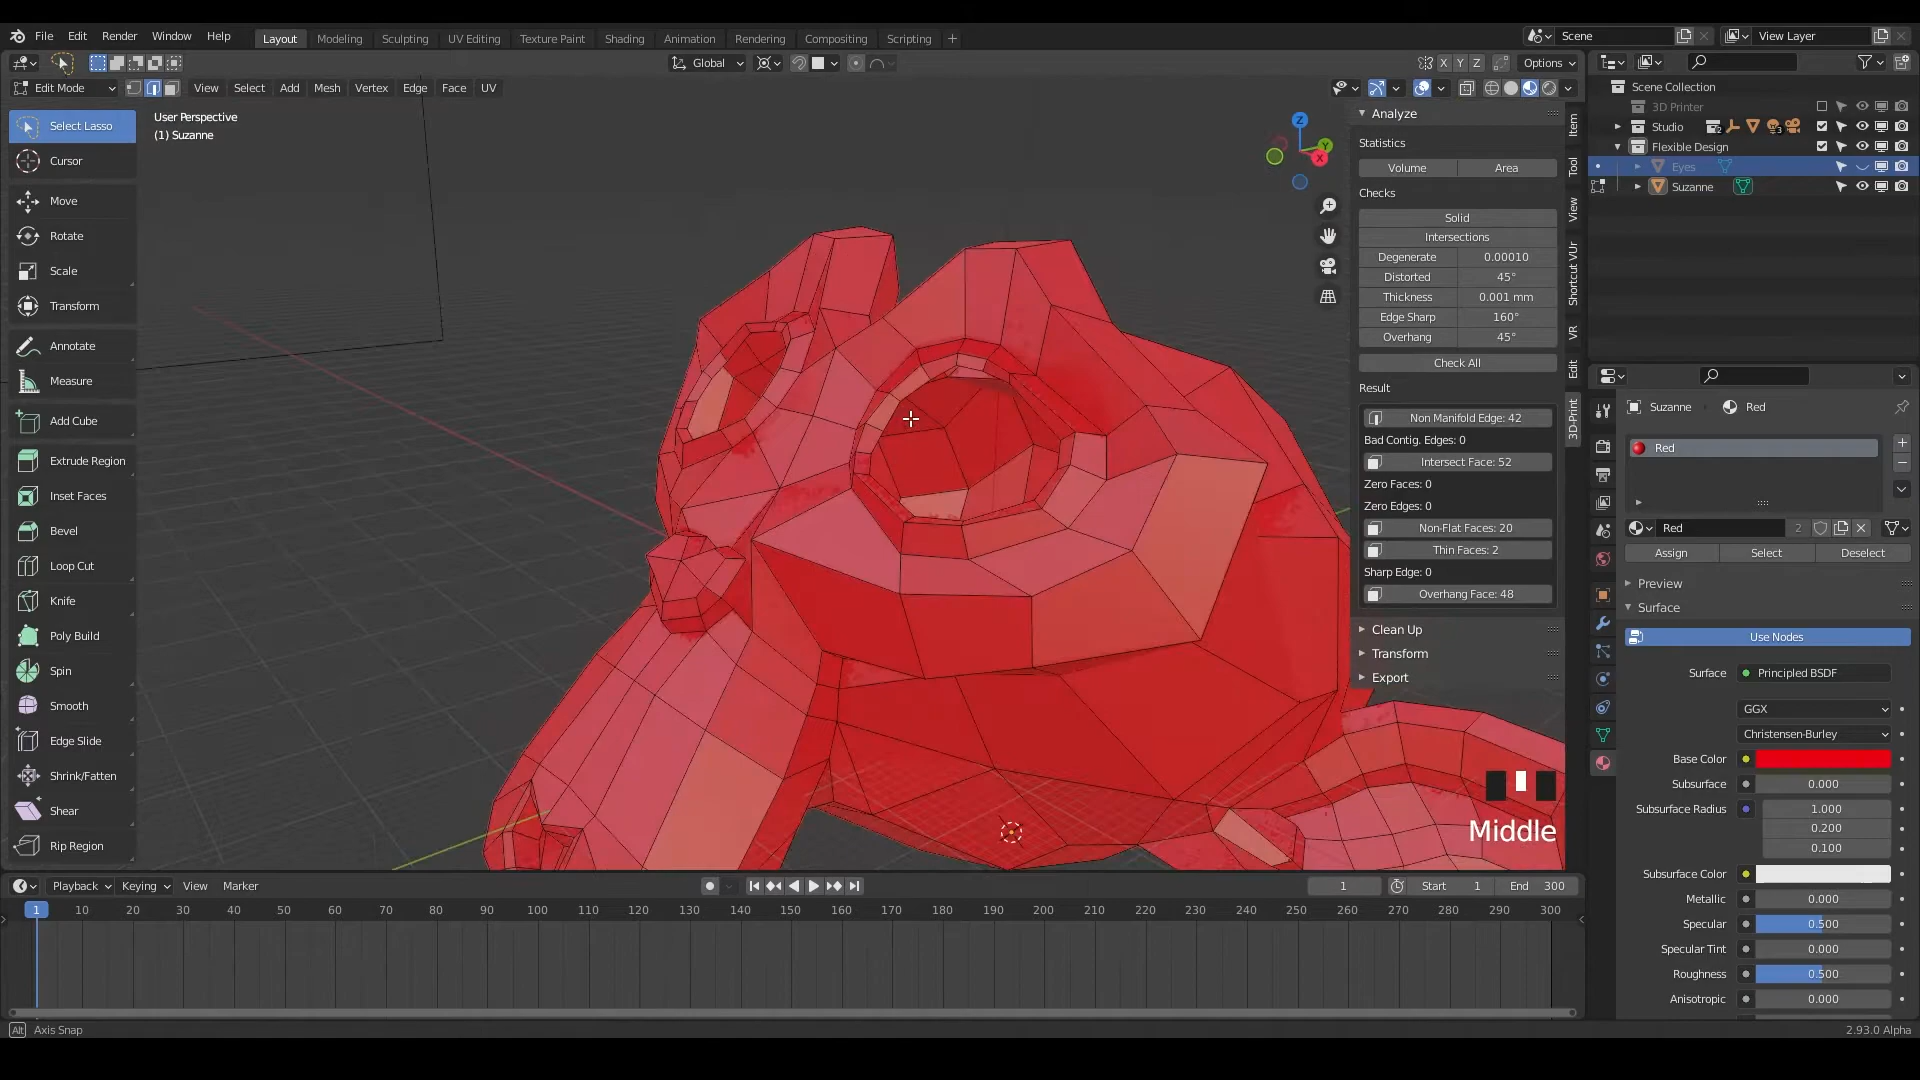 File Edit Render Window Help
Layout Modeling Sculpting UV Editing Texture Paint Shading Animation Rendering Compositing Scripting +
Scene
View Layer
Global
X Y Z
Options
Edit Mode
View Select Add Mesh Vertex Edge Face UV
Select Lasso
Cursor
Move
Rotate
Scale
Transform
Annotate
Measure
Add Cube
Extrude Region
Inset Faces
Bevel
Loop Cut
Knife
Poly Build
Spin
Smooth
Edge Slide
Shrink/Fatten
Shear
Rip Region
User Perspective
(1) Suzanne
Z
Y
X
Analyze
Statistics
Volume Area
Checks
Solid
Intersections
Degenerate 0.00010
Distorted 45°
Thickness 0.001 mm
Edge Sharp 160°
Overhang 45°
Check All
Result
Non Manifold Edge: 42
Bad Contig. Edges: 0
Intersect Face: 52
Zero Faces: 0
Zero Edges: 0
Non-Flat Faces: 20
Thin Faces: 2
Sharp Edge: 0
Overhang Face: 48
Clean Up
Transform
Export
Item
Tool
View
Shortcut VUr
VR
Edit
3D-Print
Middle
Scene Collection
3D Printer
Studio
2
3
Flexible Design
Eyes
Suzanne
Suzanne Red
Red
Red 2
Assign Select Deselect
Preview
Surface
Use Nodes
Surface Principled BSDF
GGX
Christensen-Burley
Base Color
Subsurface 0.000
Subsurface Radius 1.000
0.200
0.100
Subsurface Color
Metallic 0.000
Specular 0.500
Specular Tint 0.000
Roughness 0.500
Anisotropic 0.000
Playback Keying View Marker
1
Start 1
End 300
1 10 20 30 40 50 60 70 80 90 100 110 120 130 140 150 160 170 180 190 200 210 220 230 240 250 260 270 280 290 300
Alt Axis Snap
2.93.0 Alpha